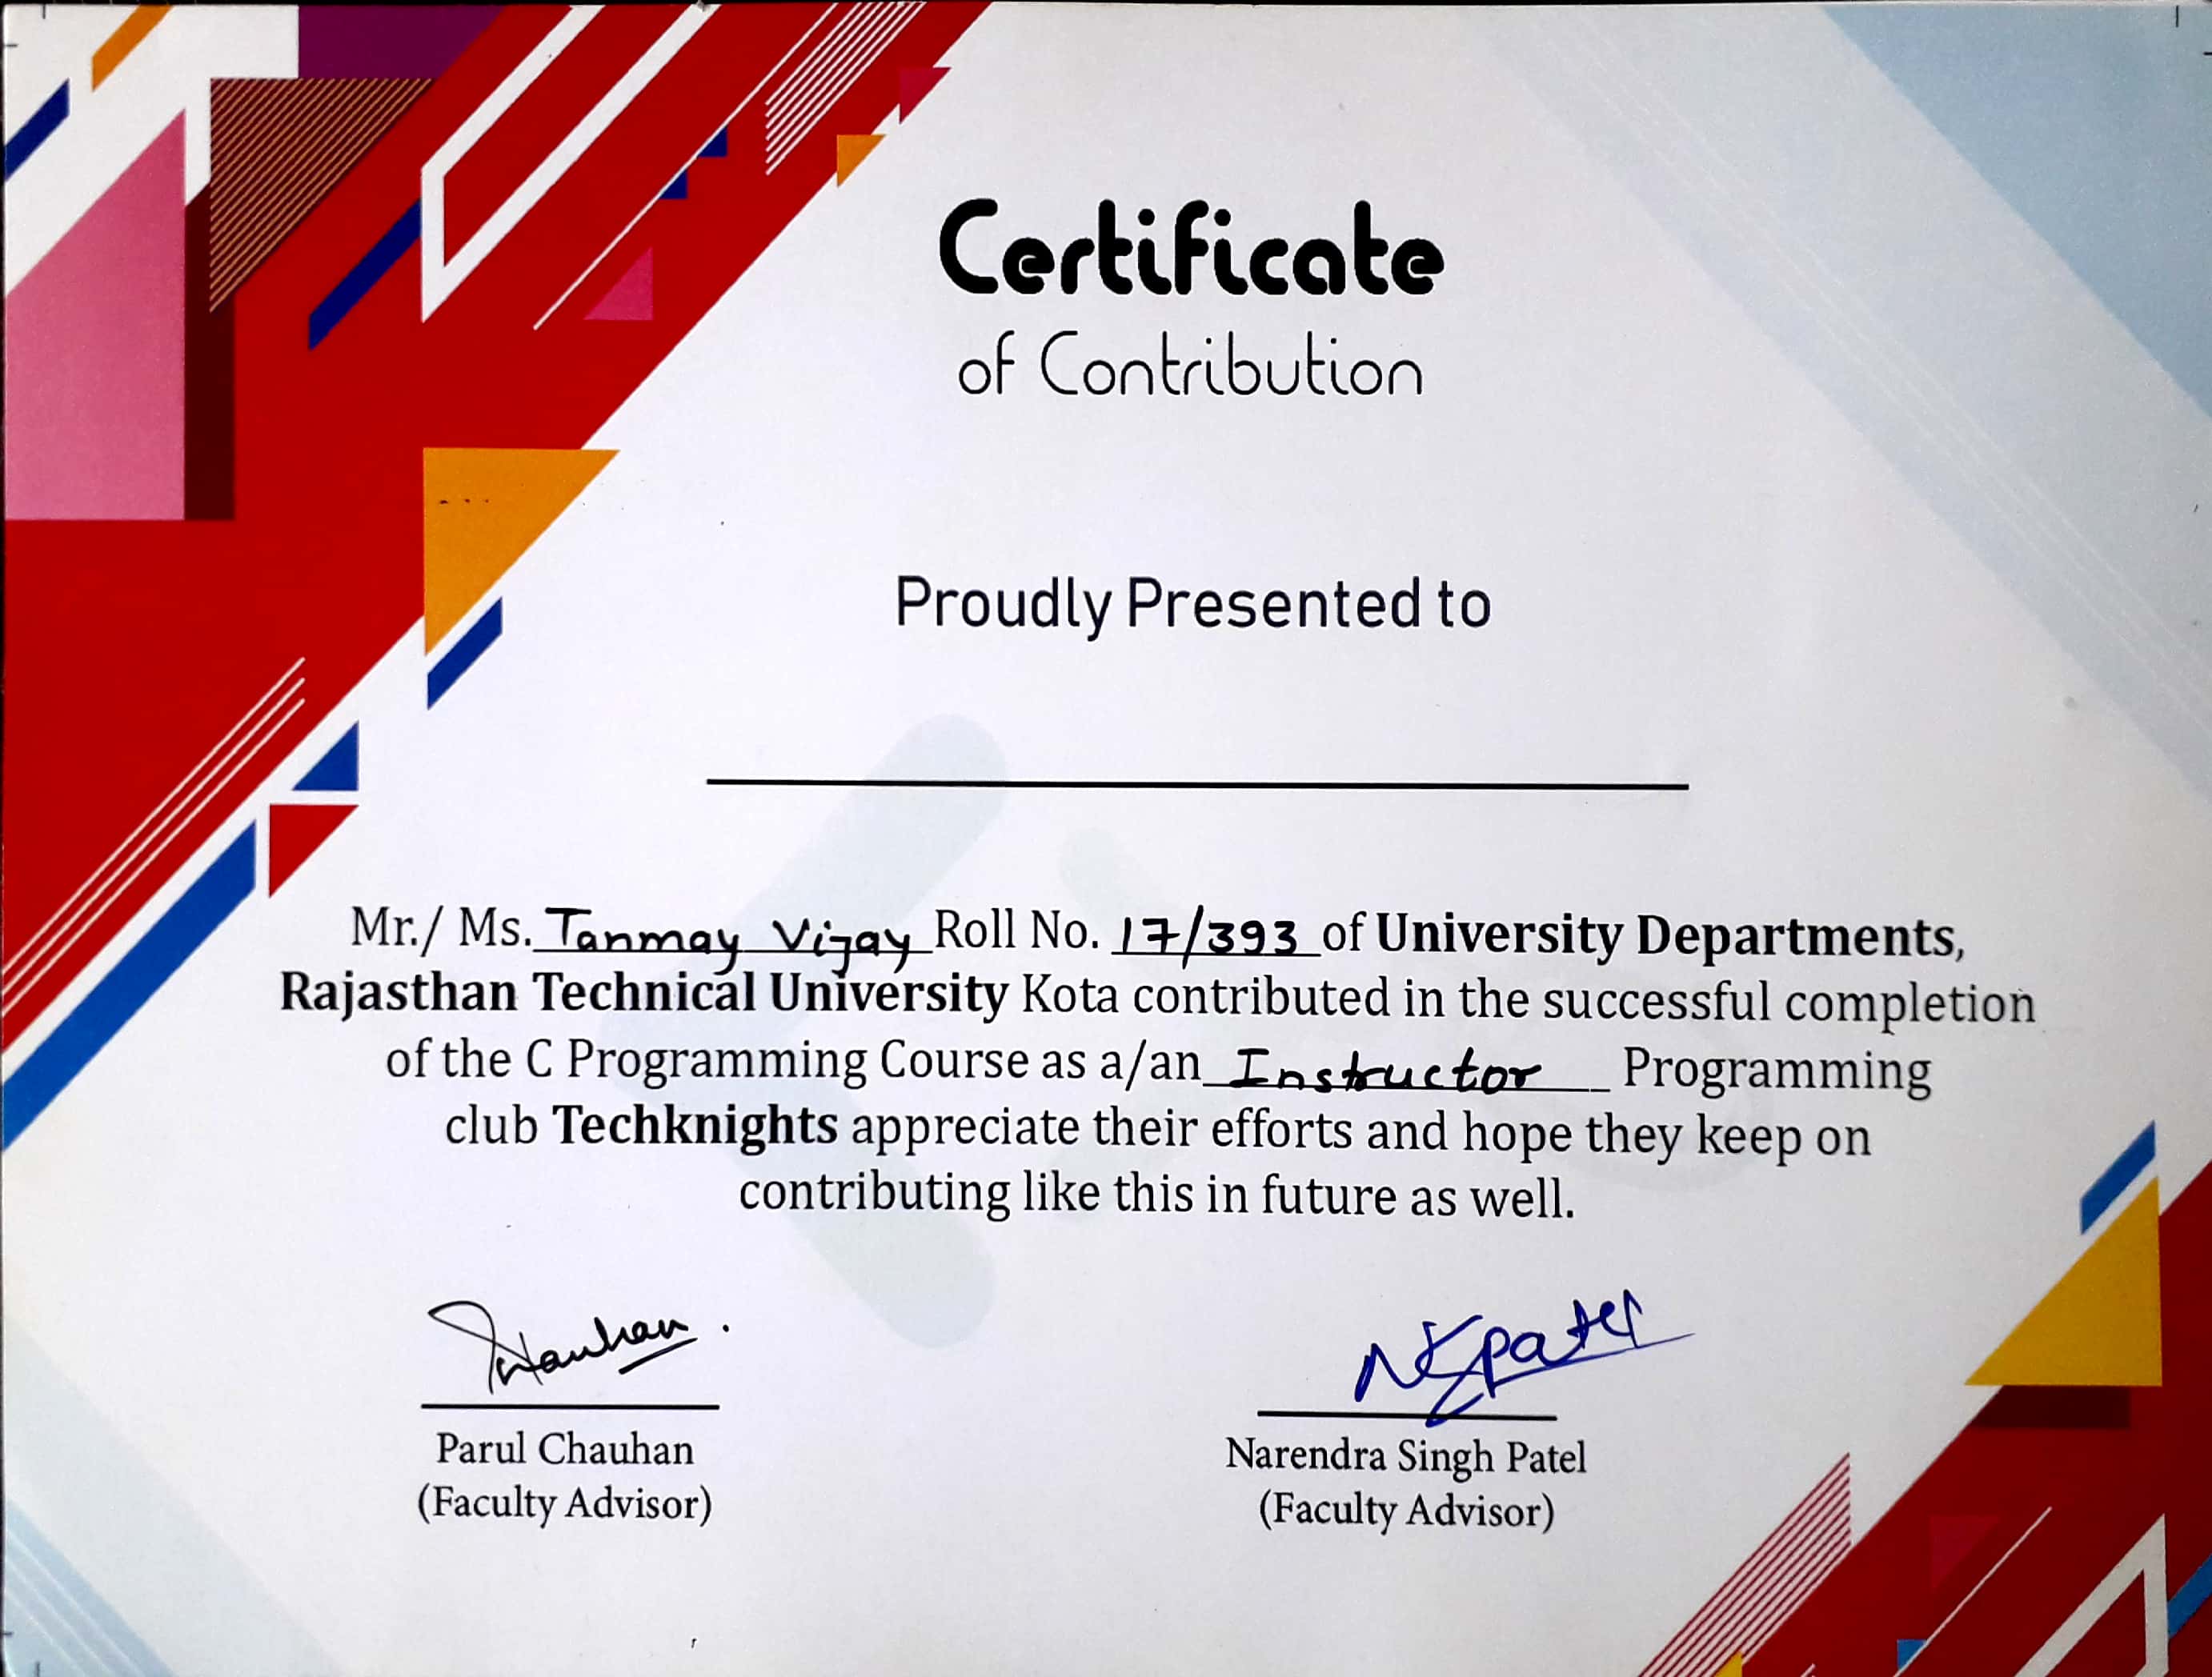 Certificate
of Contribution
Proudly Presented to
Mr./ Ms. Tanmay Vijay Roll No. 17/393 of University Departments,
Rajasthan Technical University Kota contributed in the successful completion
of the C Programming Course as a/an Instructor Programming
club Techknights appreciate their efforts and hope they keep on
contributing like this in future as well.
Chauhan. NSPatel
Parul Chauhan Narendra Singh Patel
(Faculty Advisor) (Faculty Advisor)